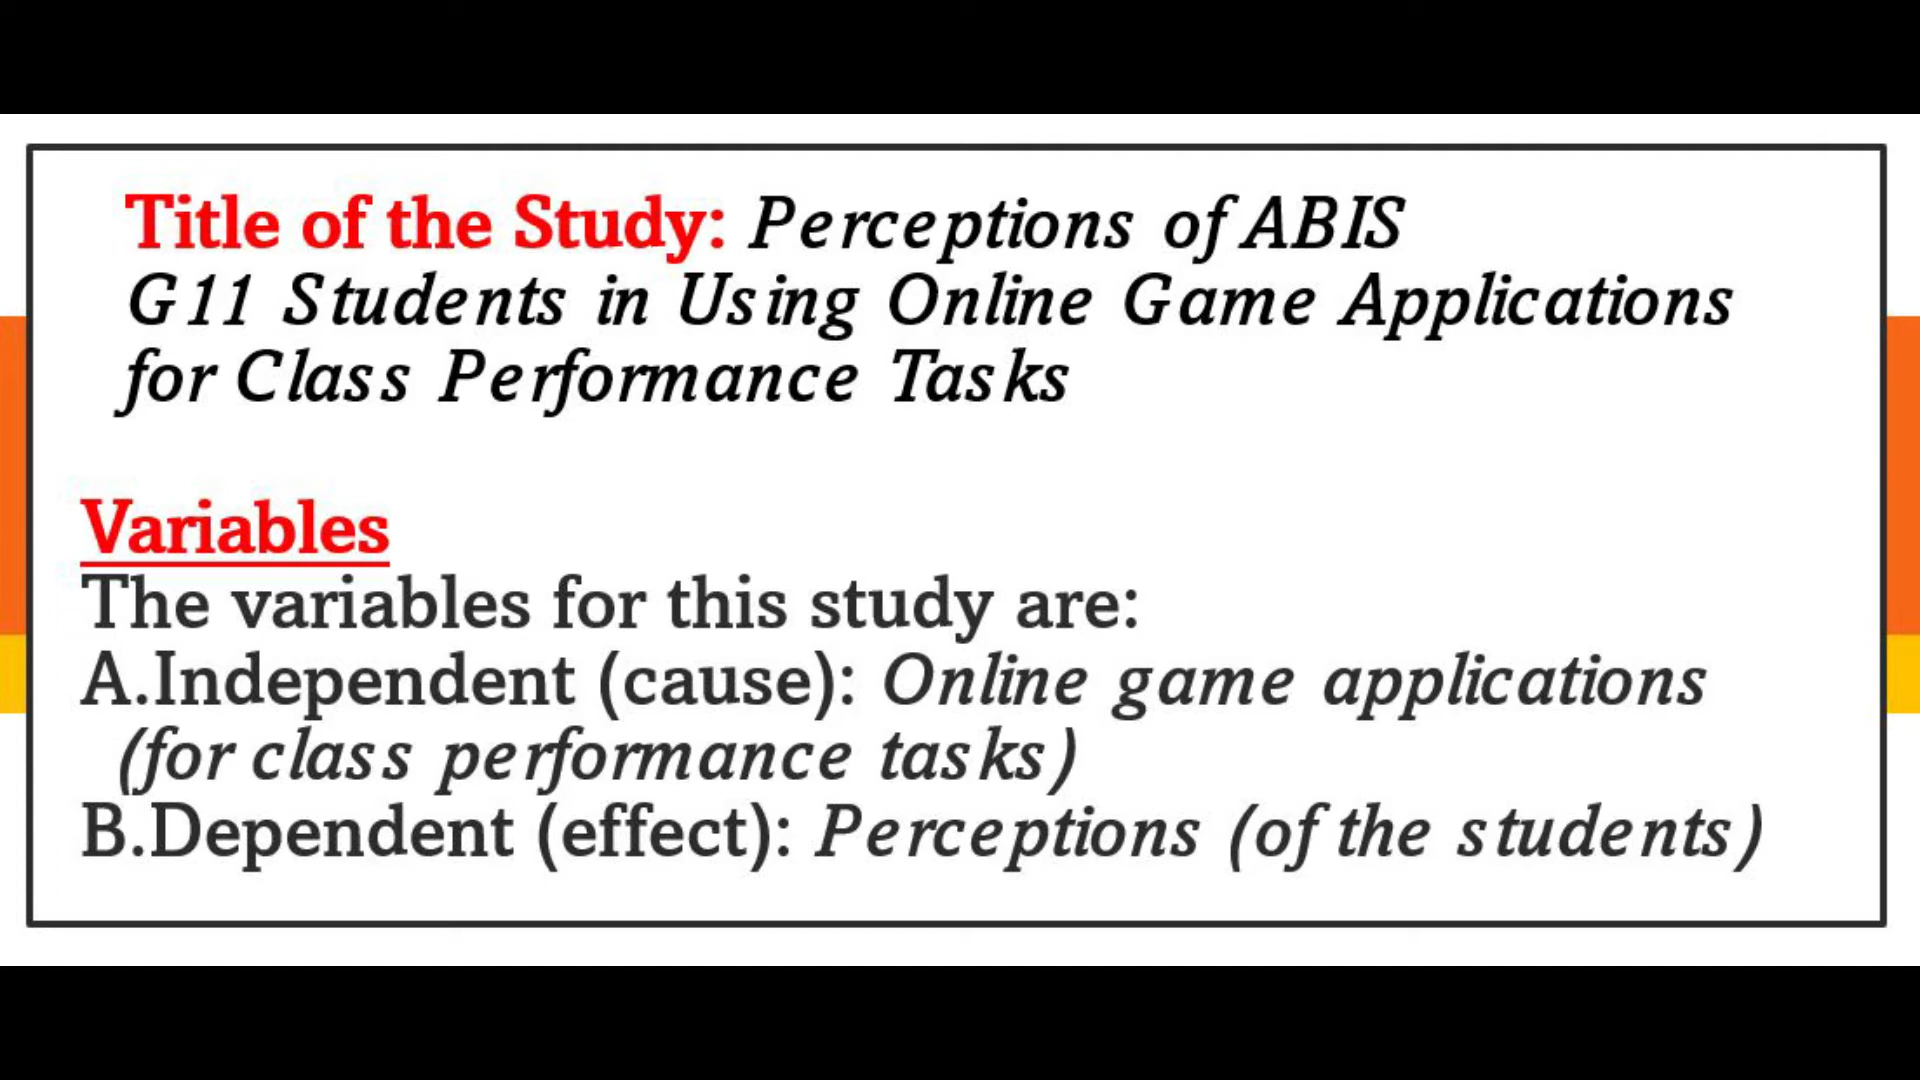 Title of the Study: Perceptions of ABIS
G11 Students in Using Online Game Applications
for Class Performance Tasks
Variables
The variables for this study are:
A.Independent (cause): Online game applications
(for class performance tasks)
B.Dependent (effect): Perceptions (of the students)